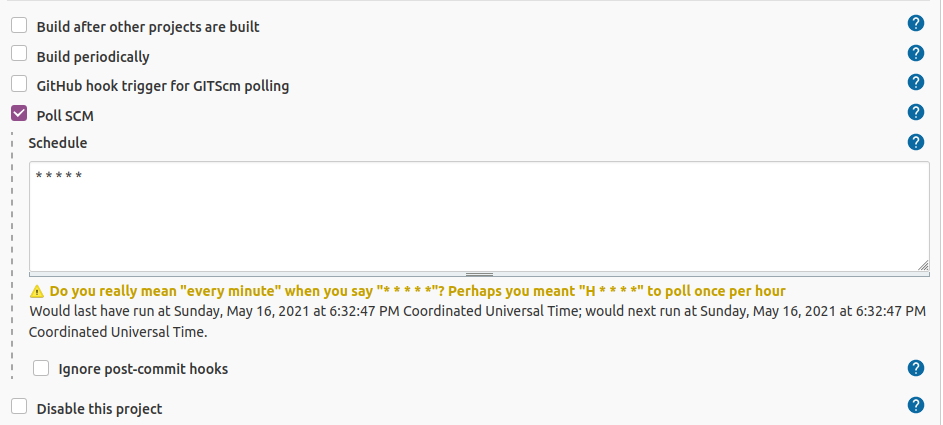 Build after other projects are built
Build periodically
GitHub hook trigger for GITScm polling
Poll SCM
Schedule
* * * * *
Do you really mean "every minute" when you say "* * * * *"? Perhaps you meant "H * * * *" to poll once per hour
Would last have run at Sunday, May 16, 2021 at 6:32:47 PM Coordinated Universal Time; would next run at Sunday, May 16, 2021 at 6:32:47 PM
Coordinated Universal Time.
Ignore post-commit hooks
Disable this project